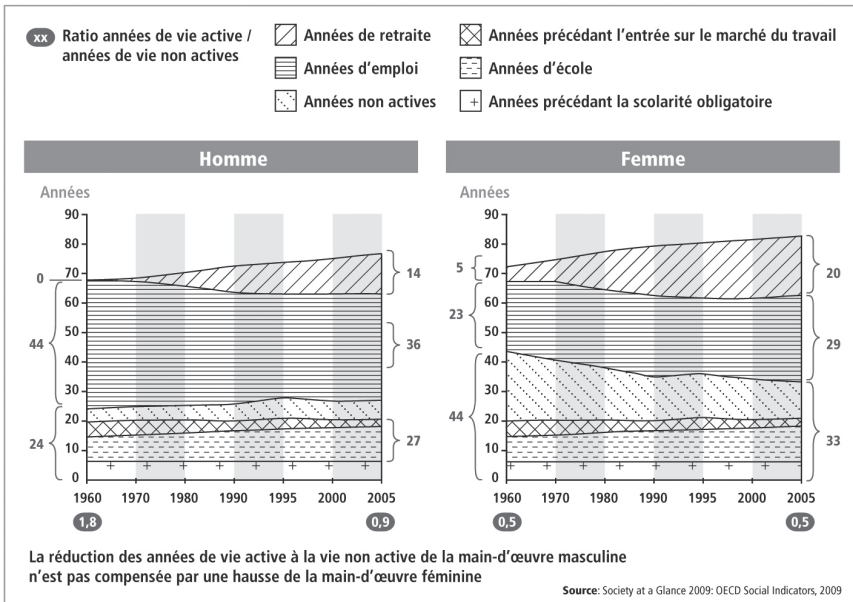 xx Ratio années de vie active /
années de vie non actives
Années de retraite
Années d'emploi
Années non actives
Années précédant l'entrée sur le marché du travail
Années d'école
Années précédant la scolarité obligatoire
Homme
Années
90
80
70
60
50
40
30
20
10
0
0
44
24
14
36
27
1960 1970 1980 1990 1995 2000 2005
1,8 0,9
Femme
Années
90
80
70
60
50
40
30
20
10
0
5
23
44
20
29
33
1960 1970 1980 1990 1995 2000 2005
0,5 0,5
La réduction des années de vie active à la vie non active de la main-d'œuvre masculine
n'est pas compensée par une hausse de la main-d'œuvre féminine
Source: Society at a Glance 2009: OECD Social Indicators, 2009